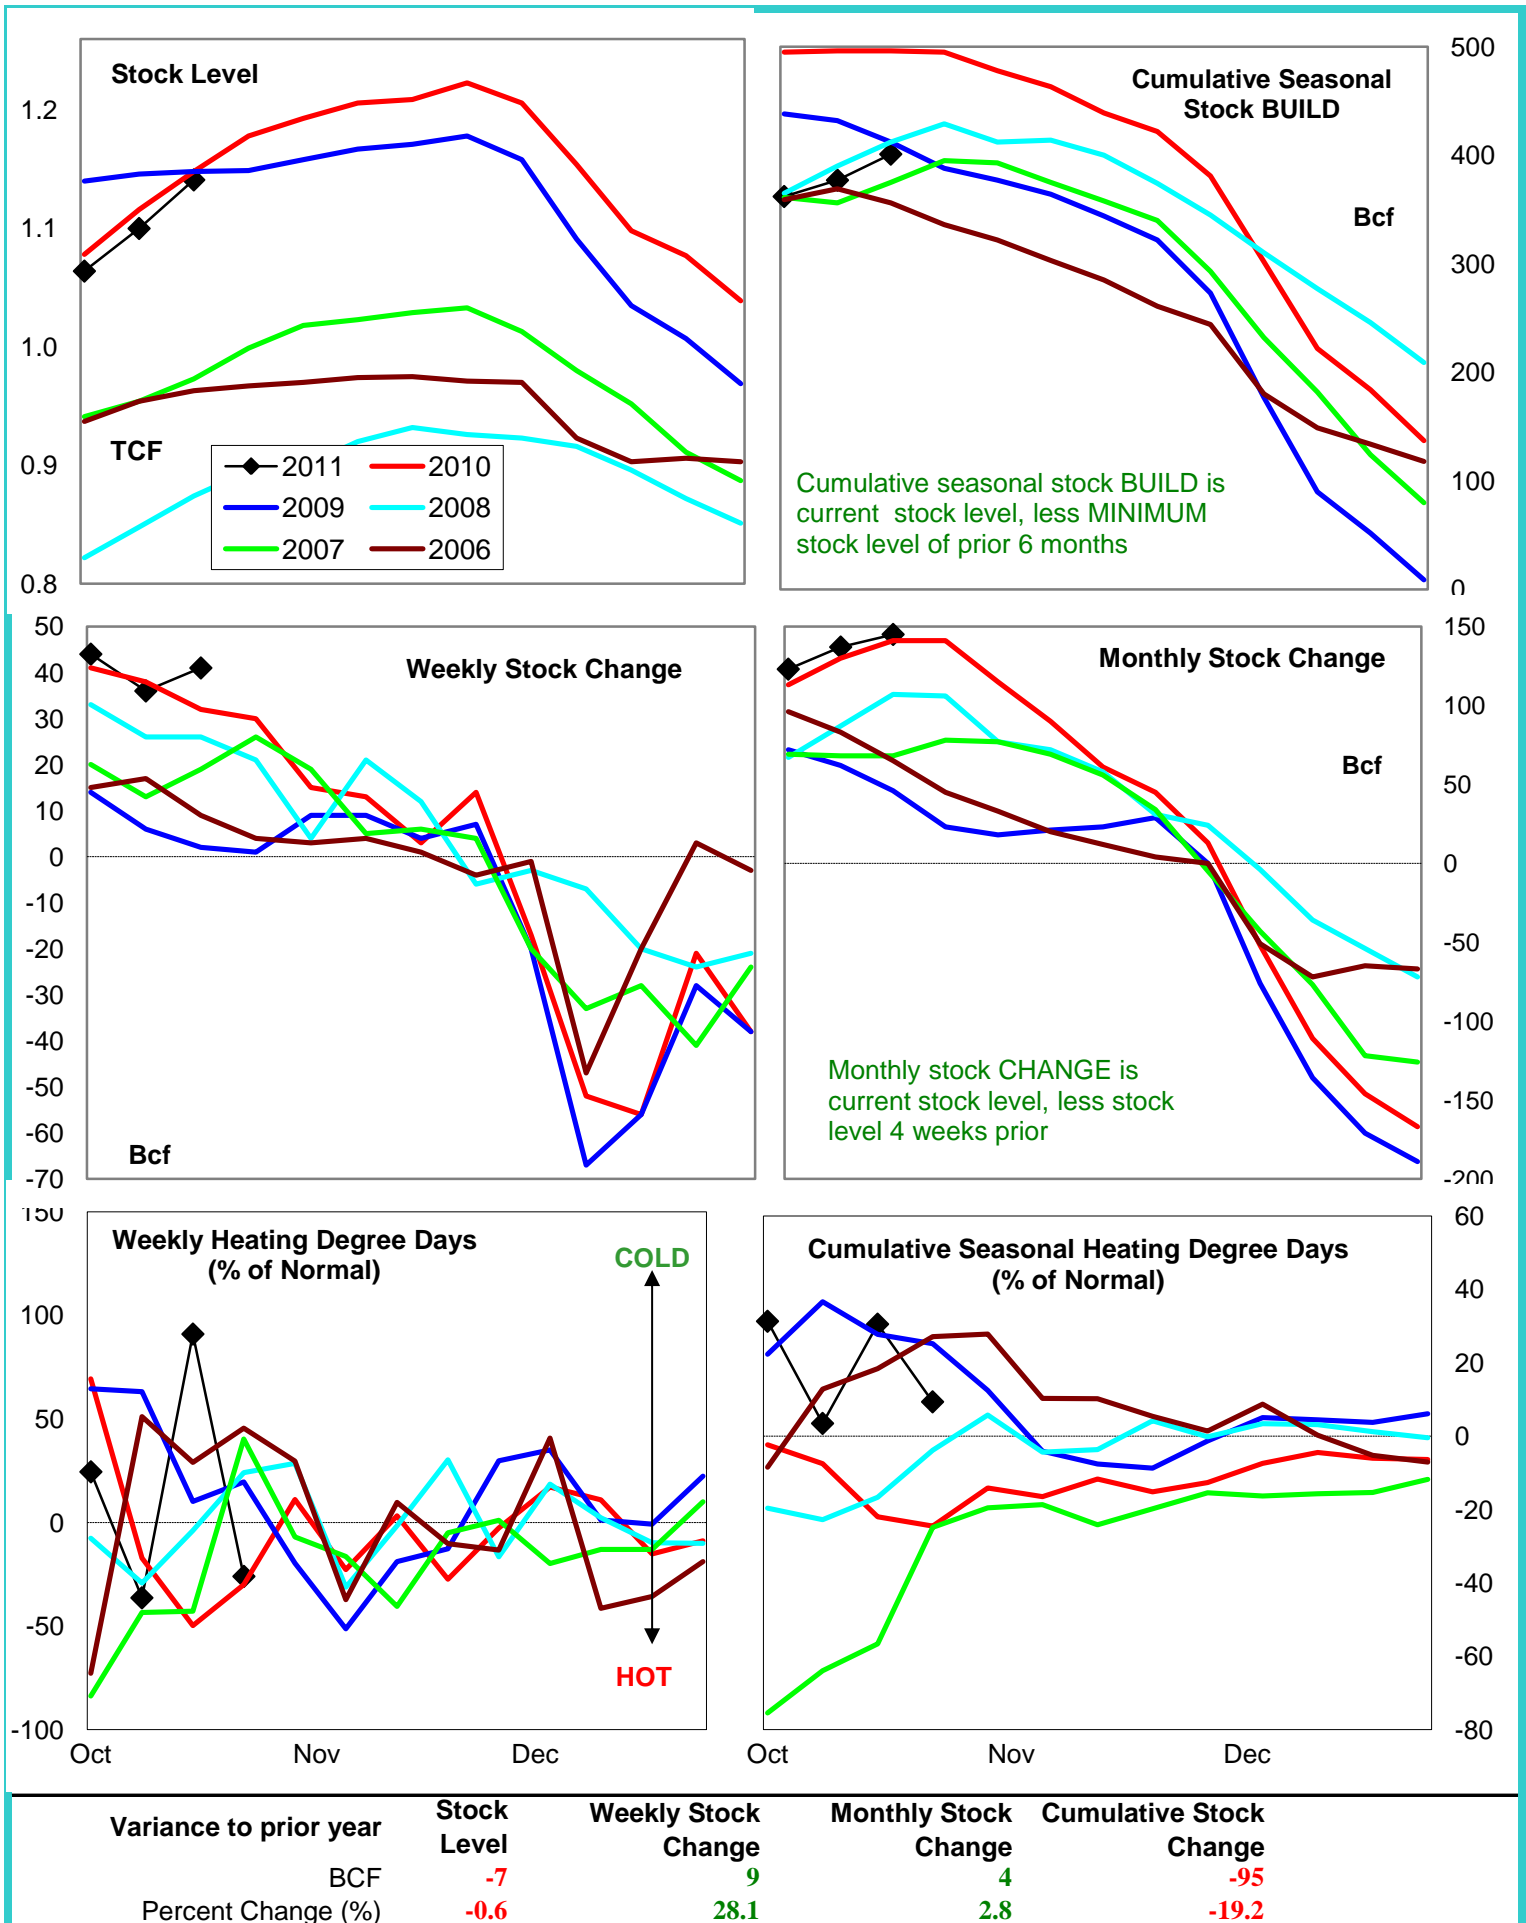 Stock Level
1.2
1.1
1.0
0.9
0.8
TCF
2011 2010
2009 2008
2007 2006
Cumulative Seasonal
Stock BUILD
Bcf
500
400
300
200
100
0
Cumulative seasonal stock BUILD is
current stock level, less MINIMUM
stock level of prior 6 months
50
40
30
20
10
0
-10
-20
-30
-40
-50
-60
-70
Weekly Stock Change
Bcf
Monthly Stock Change
Bcf
150
100
50
0
-50
-100
-150
-200
Monthly stock CHANGE is
current stock level, less stock
level 4 weeks prior
150
100
50
0
-50
-100
Weekly Heating Degree Days
(% of Normal)
COLD
HOT
Oct Nov Dec
Cumulative Seasonal Heating Degree Days
(% of Normal)
60
40
20
0
-20
-40
-60
-80
Oct Nov Dec
Variance to prior year
Stock
Level
Weekly Stock
Change
Monthly Stock
Change
Cumulative Stock
Change
BCF -7 9 4 -95
Percent Change (%) -0.6 28.1 2.8 -19.2